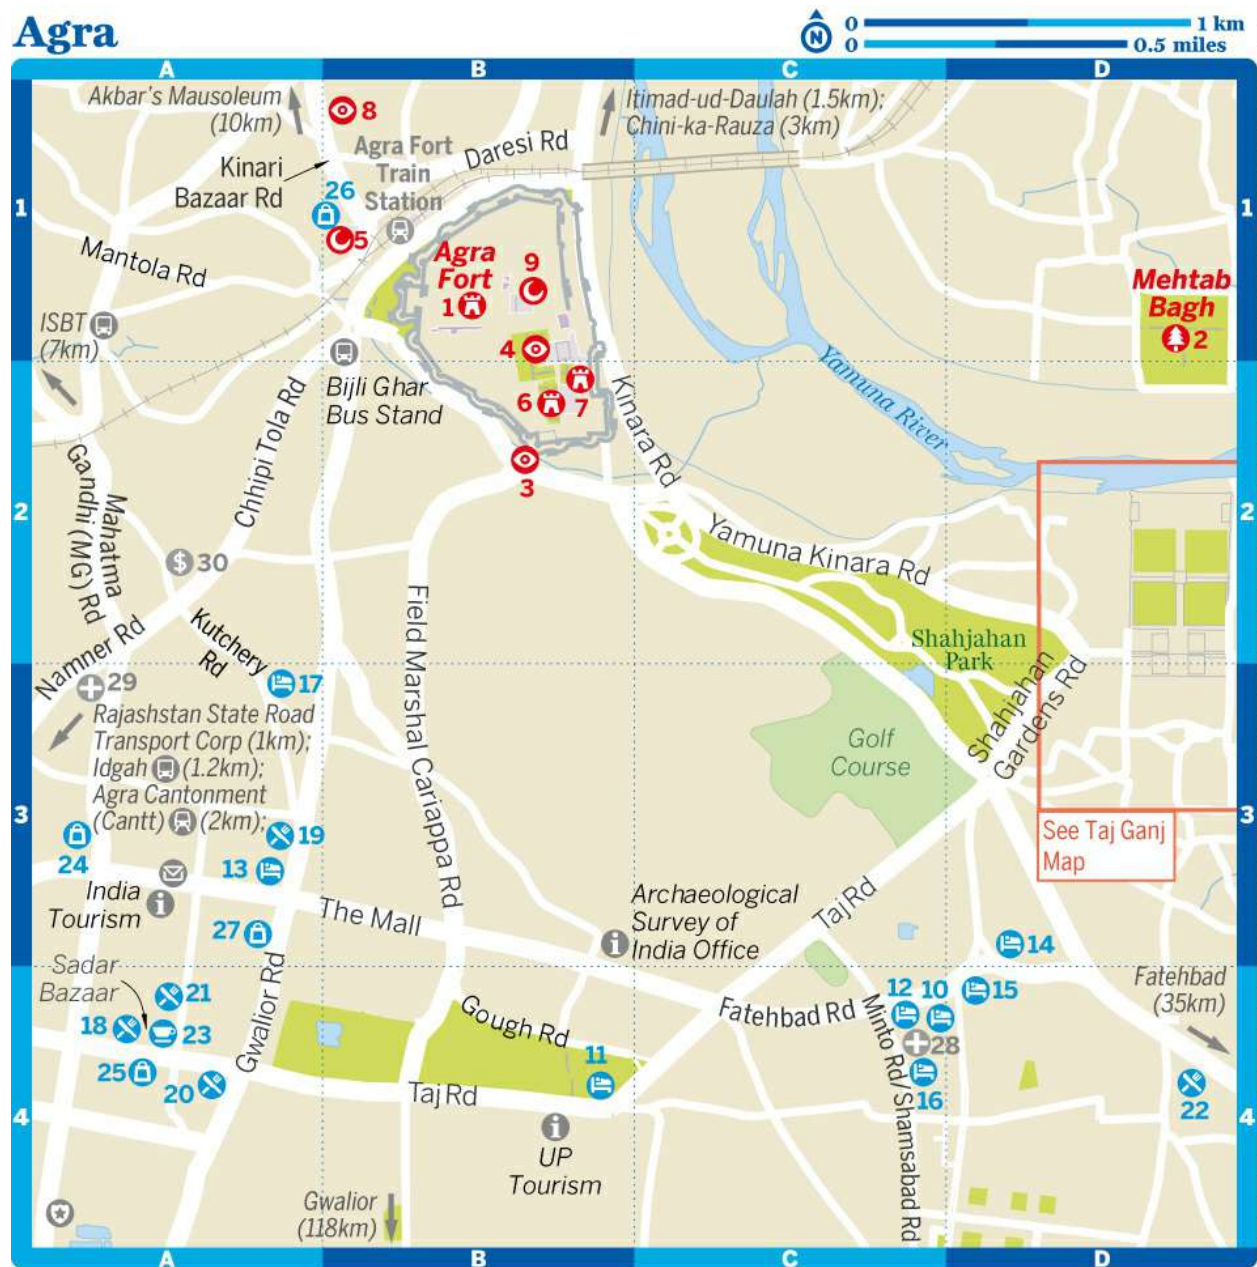 Agra
N
0
1 km
0
0.5 miles
A
B
C
D
Akbar's Mausoleum
(10km)
8
Itimad-ud-Daulah (1.5km);
Chini-ka-Rauza (3km)
Kinari
Bazaar Rd
Agra Fort
Train
Station
Daresi Rd
26
1
1
5
Mantola Rd
Agra
Fort
1
9
Mehtab
Bagh
2
ISBT
(7km)
4
Bijli Ghar
Bus Stand
6
7
Kinara Rd
Yamuna River
3
Chhipi Tola Rd
Mahatma
Gandhi (MG) Rd
2
2
30
Yamuna Kinara Rd
Field Marshal Cariappa Rd
Kutchery
Rd
Namner Rd
Shahjahan
Park
Shahjahan
Gardens Rd
29
17
Rajashstan State Road
Transport Corp (1km);
Idgah (1.2km);
Agra Cantonment
(Cantt) (2km);
Golf
Course
3
3
24
19
13
See Taj Ganj
Map
India
Tourism
The Mall
Archaeological
Survey of
India Office
Taj Rd
27
14
Sadar
Bazaar
21
Gwalior Rd
18
23
Gough Rd
Fatehbad Rd
12
10
15
Fatehbad
(35km)
28
25
20
11
16
22
Minto Rd/Shamsabad Rd
Taj Rd
4
4
UP
Tourism
Gwalior
(118km)
A
B
C
D